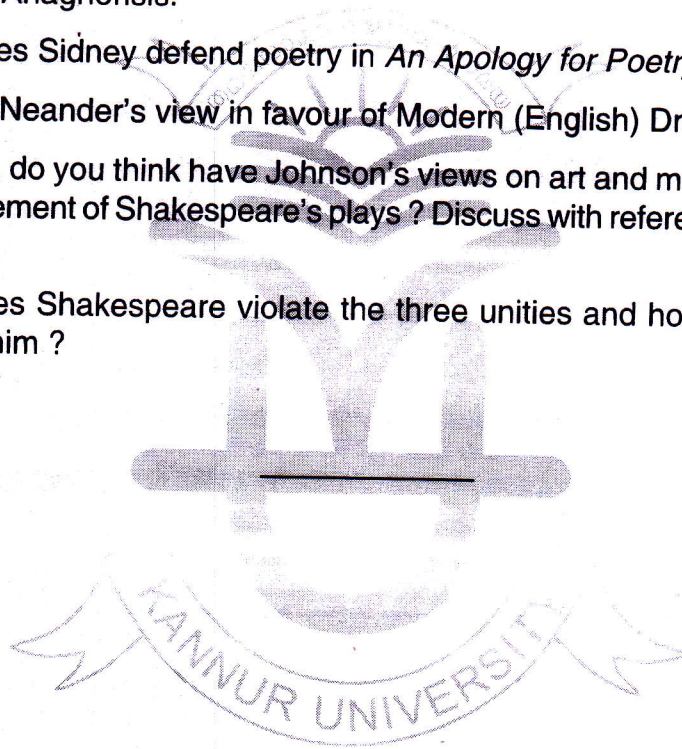 Anagnorisis.
es Sidney defend poetry in An Apology for Poetry
Neander's view in favour of Modern (English) Dr
do you think have Johnson's views on art and m
ement of Shakespeare's plays ? Discuss with refere
es Shakespeare violate the three unities and ho
him ?
KANNUR UNIVERSITY